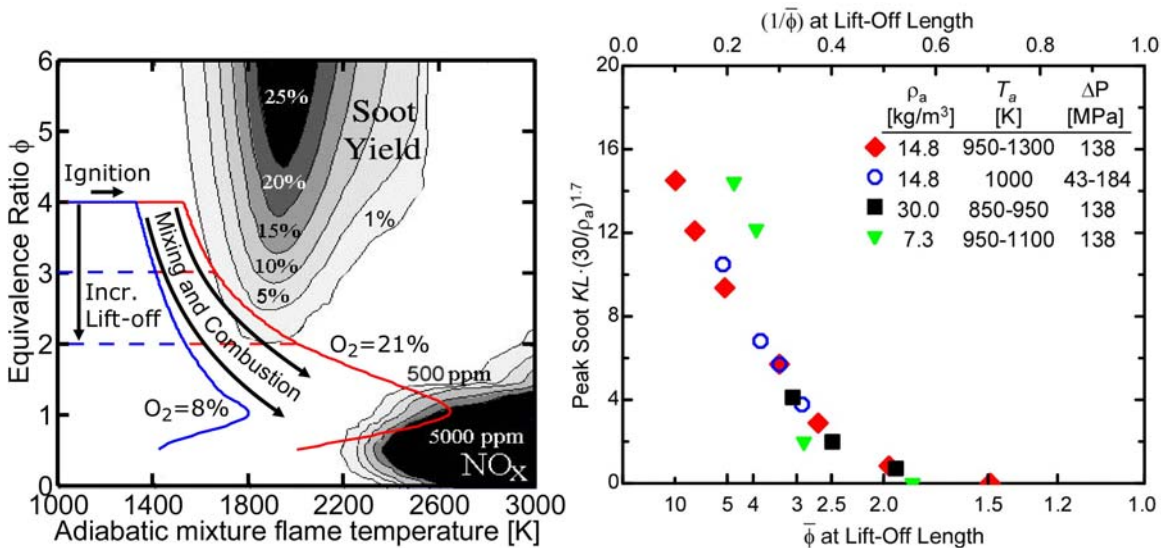 6
5
4
3
2
1
0
Equivalence Ratio ϕ
25%
20%
15%
10%
5%
1%
Soot
Yield
Ignition
Incr.
Lift-off
Mixing and Combustion
O₂=21%
O₂=8%
500 ppm
5000 ppm
NOx
1000 1400 1800 2200 2600 3000
Adiabatic mixture flame temperature [K]
(1/ϕ̅) at Lift-Off Length
0.0 0.2 0.4 0.6 0.8 1.0
20
16
12
8
4
0
Peak Soot KL·(30/ρₐ)^1.7
ρₐ Tₐ ΔP
[kg/m³] [K] [MPa]
14.8 950-1300 138
14.8 1000 43-184
30.0 850-950 138
7.3 950-1100 138
10 5 4 3 2.5 2.0 1.5 1.2 1.0
ϕ̅ at Lift-Off Length